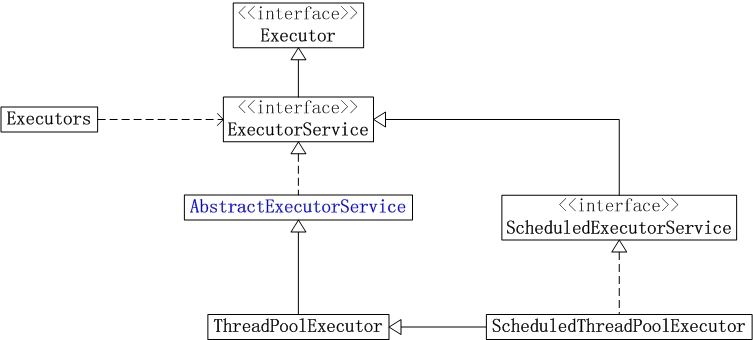 <<interface>>
Executor
<<interface>>
ExecutorService
Executors
AbstractExecutorService
<<interface>>
ScheduledExecutorService
ThreadPoolExecutor
ScheduledThreadPoolExecutor